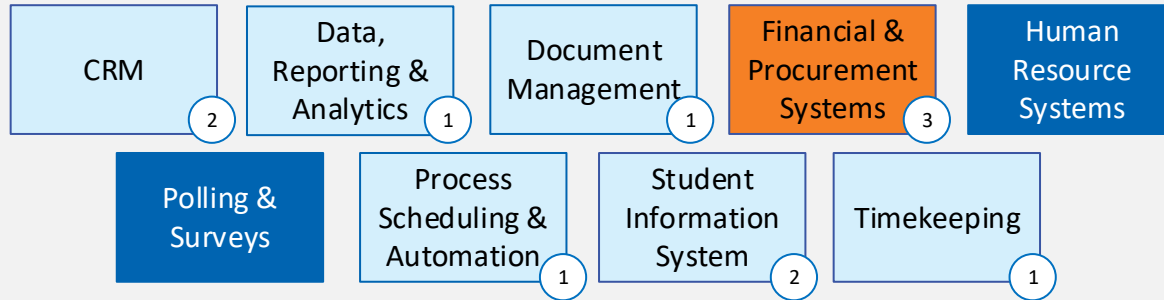 CRM
2
Data,
Reporting &
Analytics
1
Document
Management
1
Financial &
Procurement
Systems
3
Human
Resource
Systems
Polling &
Surveys
Process
Scheduling &
Automation
1
Student
Information
System
2
Timekeeping
1